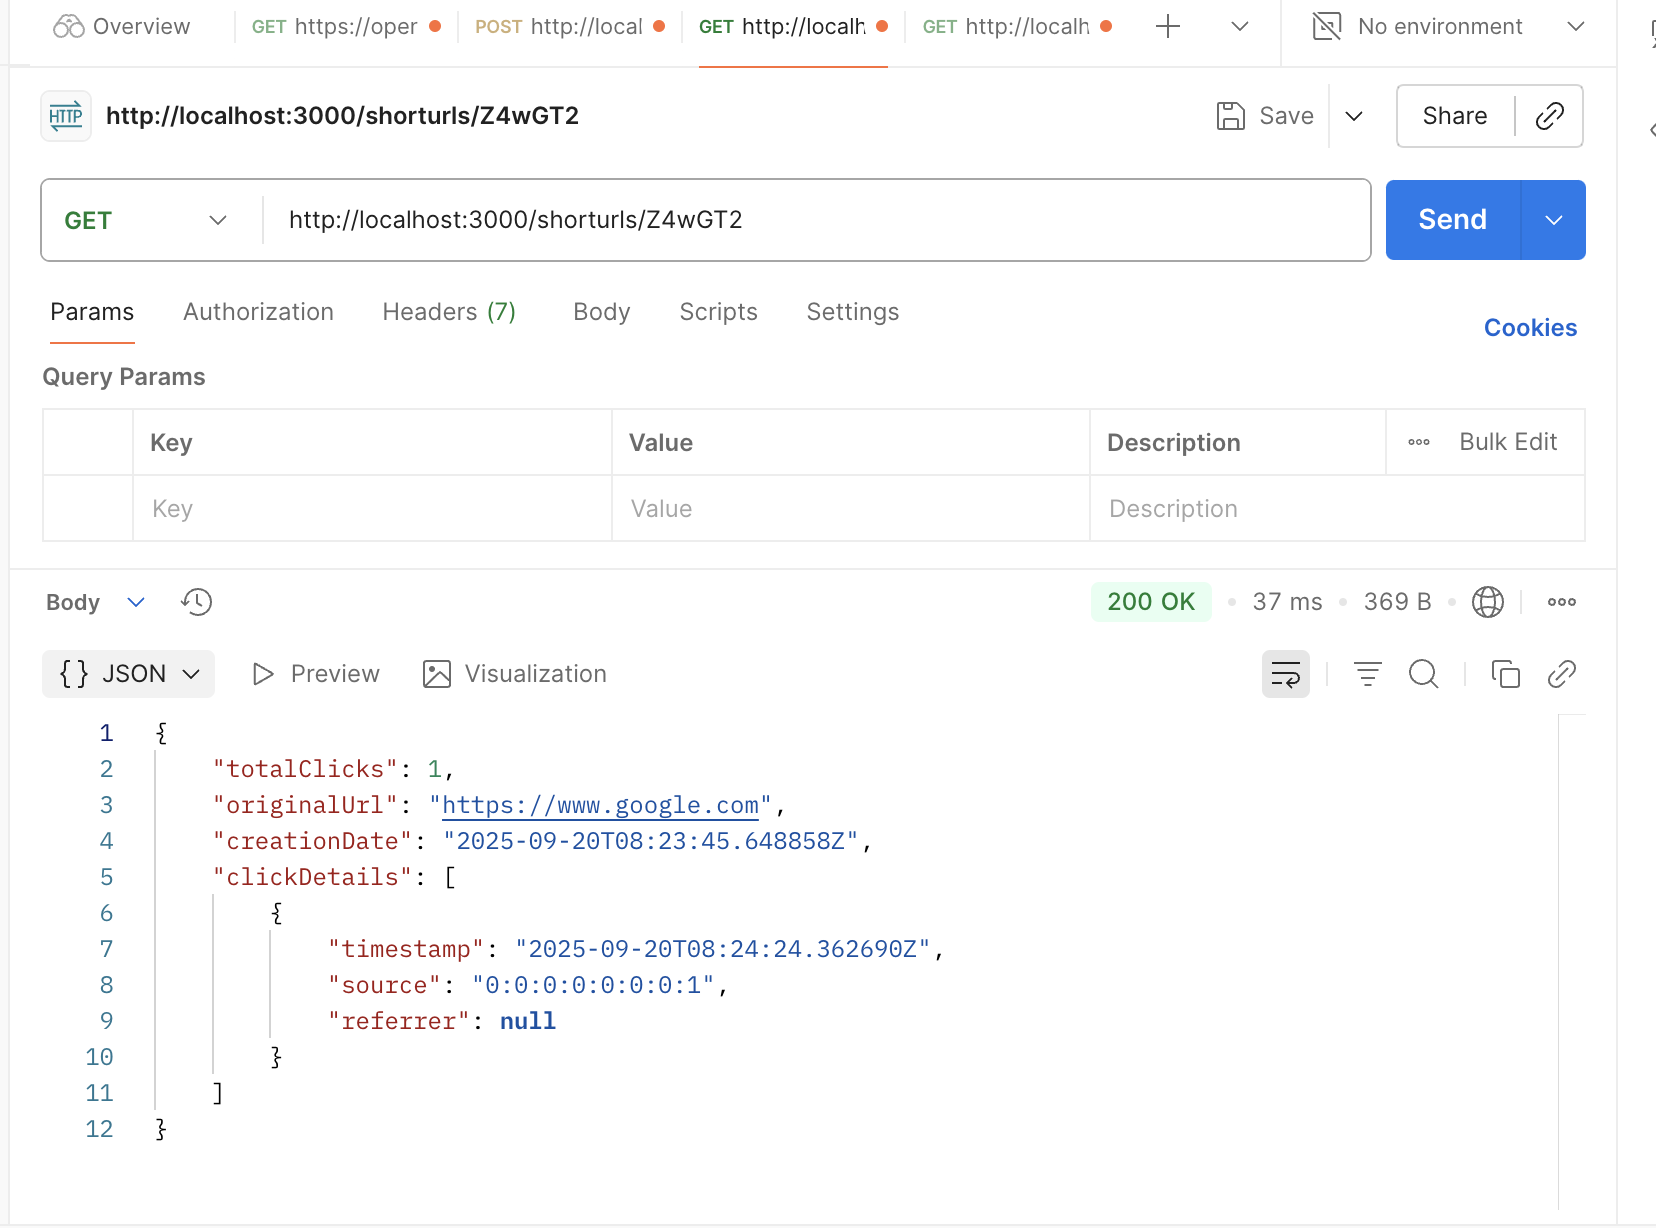 Overview GET https://oper POST http://local GET http://localh GET http://localh No environment
HTTP http://localhost:3000/shorturls/Z4wGT2 Save Share
GET http://localhost:3000/shorturls/Z4wGT2 Send
Params Authorization Headers (7) Body Scripts Settings Cookies
Query Params
Key Value Description Bulk Edit
Key Value Description
Body 200 OK 37 ms 369 B
{ } JSON Preview Visualization
1 {
2 "totalClicks": 1,
3 "originalUrl": "https://www.google.com",
4 "creationDate": "2025-09-20T08:23:45.648858Z",
5 "clickDetails": [
6 {
7 "timestamp": "2025-09-20T08:24:24.362690Z",
8 "source": "0:0:0:0:0:0:0:1",
9 "referrer": null
10 }
11 ]
12 }